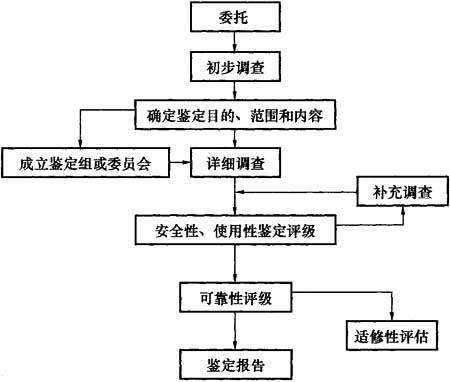 委托
初步调查
确定鉴定目的、范围和内容
成立鉴定组或委员会
详细调查
补充调查
安全性、使用性鉴定评级
可靠性评级
适修性评估
鉴定报告